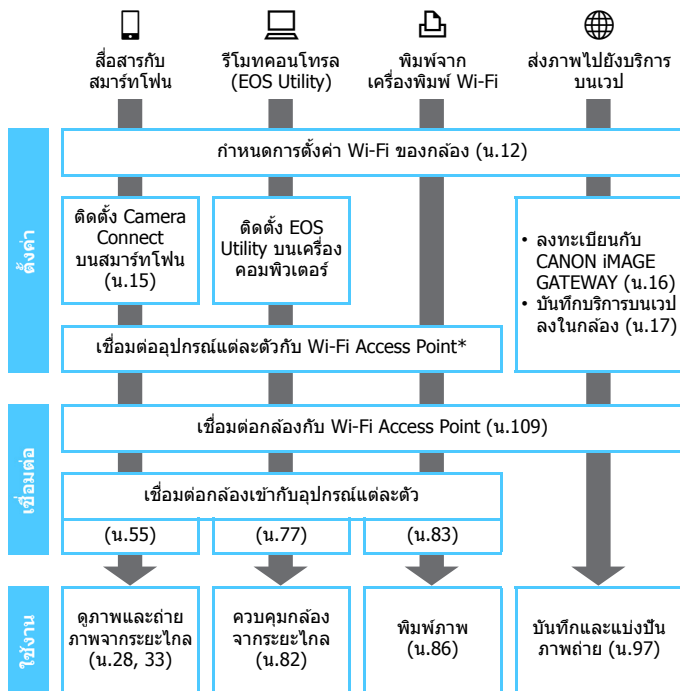 สื่อสารกับ
สมาร์ทโฟน
รีโมทคอนโทรล
(EOS Utility)
พิมพ์จาก
เครื่องพิมพ์ Wi-Fi
ส่งภาพไปยังบริการ
บนเวป
ตั้งค่า
กำหนดการตั้งค่า Wi-Fi ของกล้อง (น.12)
ติดตั้ง Camera
Connect
บนสมาร์ทโฟน
(น.15)
ติดตั้ง EOS
Utility บนเครื่อง
คอมพิวเตอร์
• ลงทะเบียนกับ
CANON iMAGE
GATEWAY (น.16)
• บันทึกบริการบนเวป
ลงในกล้อง (น.17)
เชื่อมต่ออุปกรณ์แต่ละตัวกับ Wi-Fi Access Point*
เชื่อมต่อ
เชื่อมต่อกล้องกับ Wi-Fi Access Point (น.109)
เชื่อมต่อกล้องเข้ากับอุปกรณ์แต่ละตัว
(น.55)
(น.77)
(น.83)
ใช้งาน
ดูภาพและถ่าย
ภาพจากระยะไกล
(น.28, 33)
ควบคุมกล้อง
จากระยะไกล
(น.82)
พิมพ์ภาพ
(น.86)
บันทึกและแบ่งปัน
ภาพถ่าย (น.97)